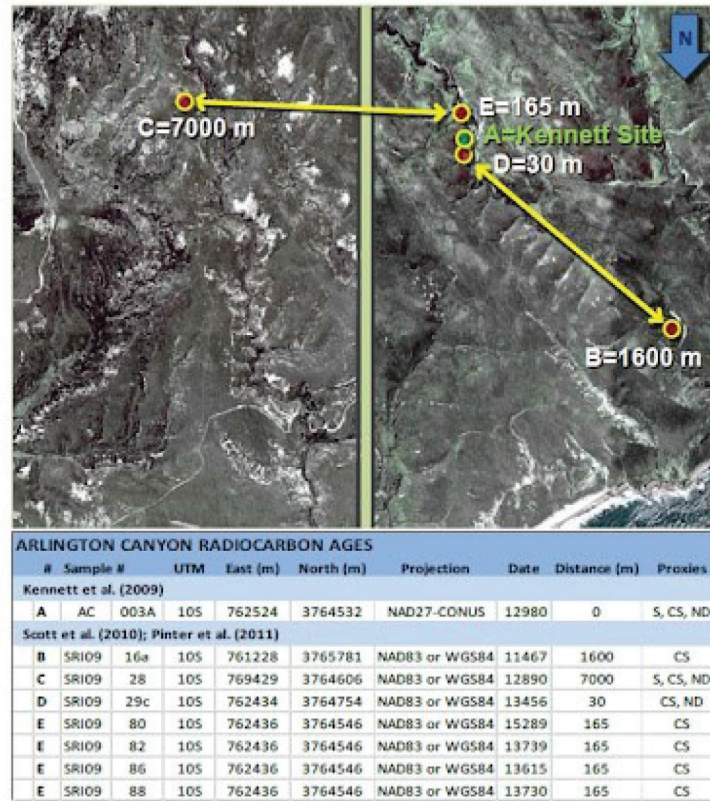 N
E=165 m
C=7000 m
A=Kennett Site
D=30 m
B=1600 m
ARLINGTON CANYON RADIOCARBON AGES
# Sample # UTM East (m) North (m) Projection Date Distance (m) Proxies
Kennett et al. (2009)
A AC 003A 10S 762524 3764532 NAD27-CONUS 12980 0 S, CS, ND
Scott et al. (2010); Pinter et al. (2011)
B SRI09 16a 10S 761228 3765781 NAD83 or WGS84 11467 1600 CS
C SRI09 28 10S 769429 3764606 NAD83 or WGS84 12890 7000 S, CS, ND
D SRI09 29c 10S 762434 3764754 NAD83 or WGS84 13456 30 CS, ND
E SRI09 80 10S 762436 3764546 NAD83 or WGS84 15289 165 CS
E SRI09 82 10S 762436 3764546 NAD83 or WGS84 13739 165 CS
E SRI09 86 10S 762436 3764546 NAD83 or WGS84 13615 165 CS
E SRI09 88 10S 762436 3764546 NAD83 or WGS84 13730 165 CS